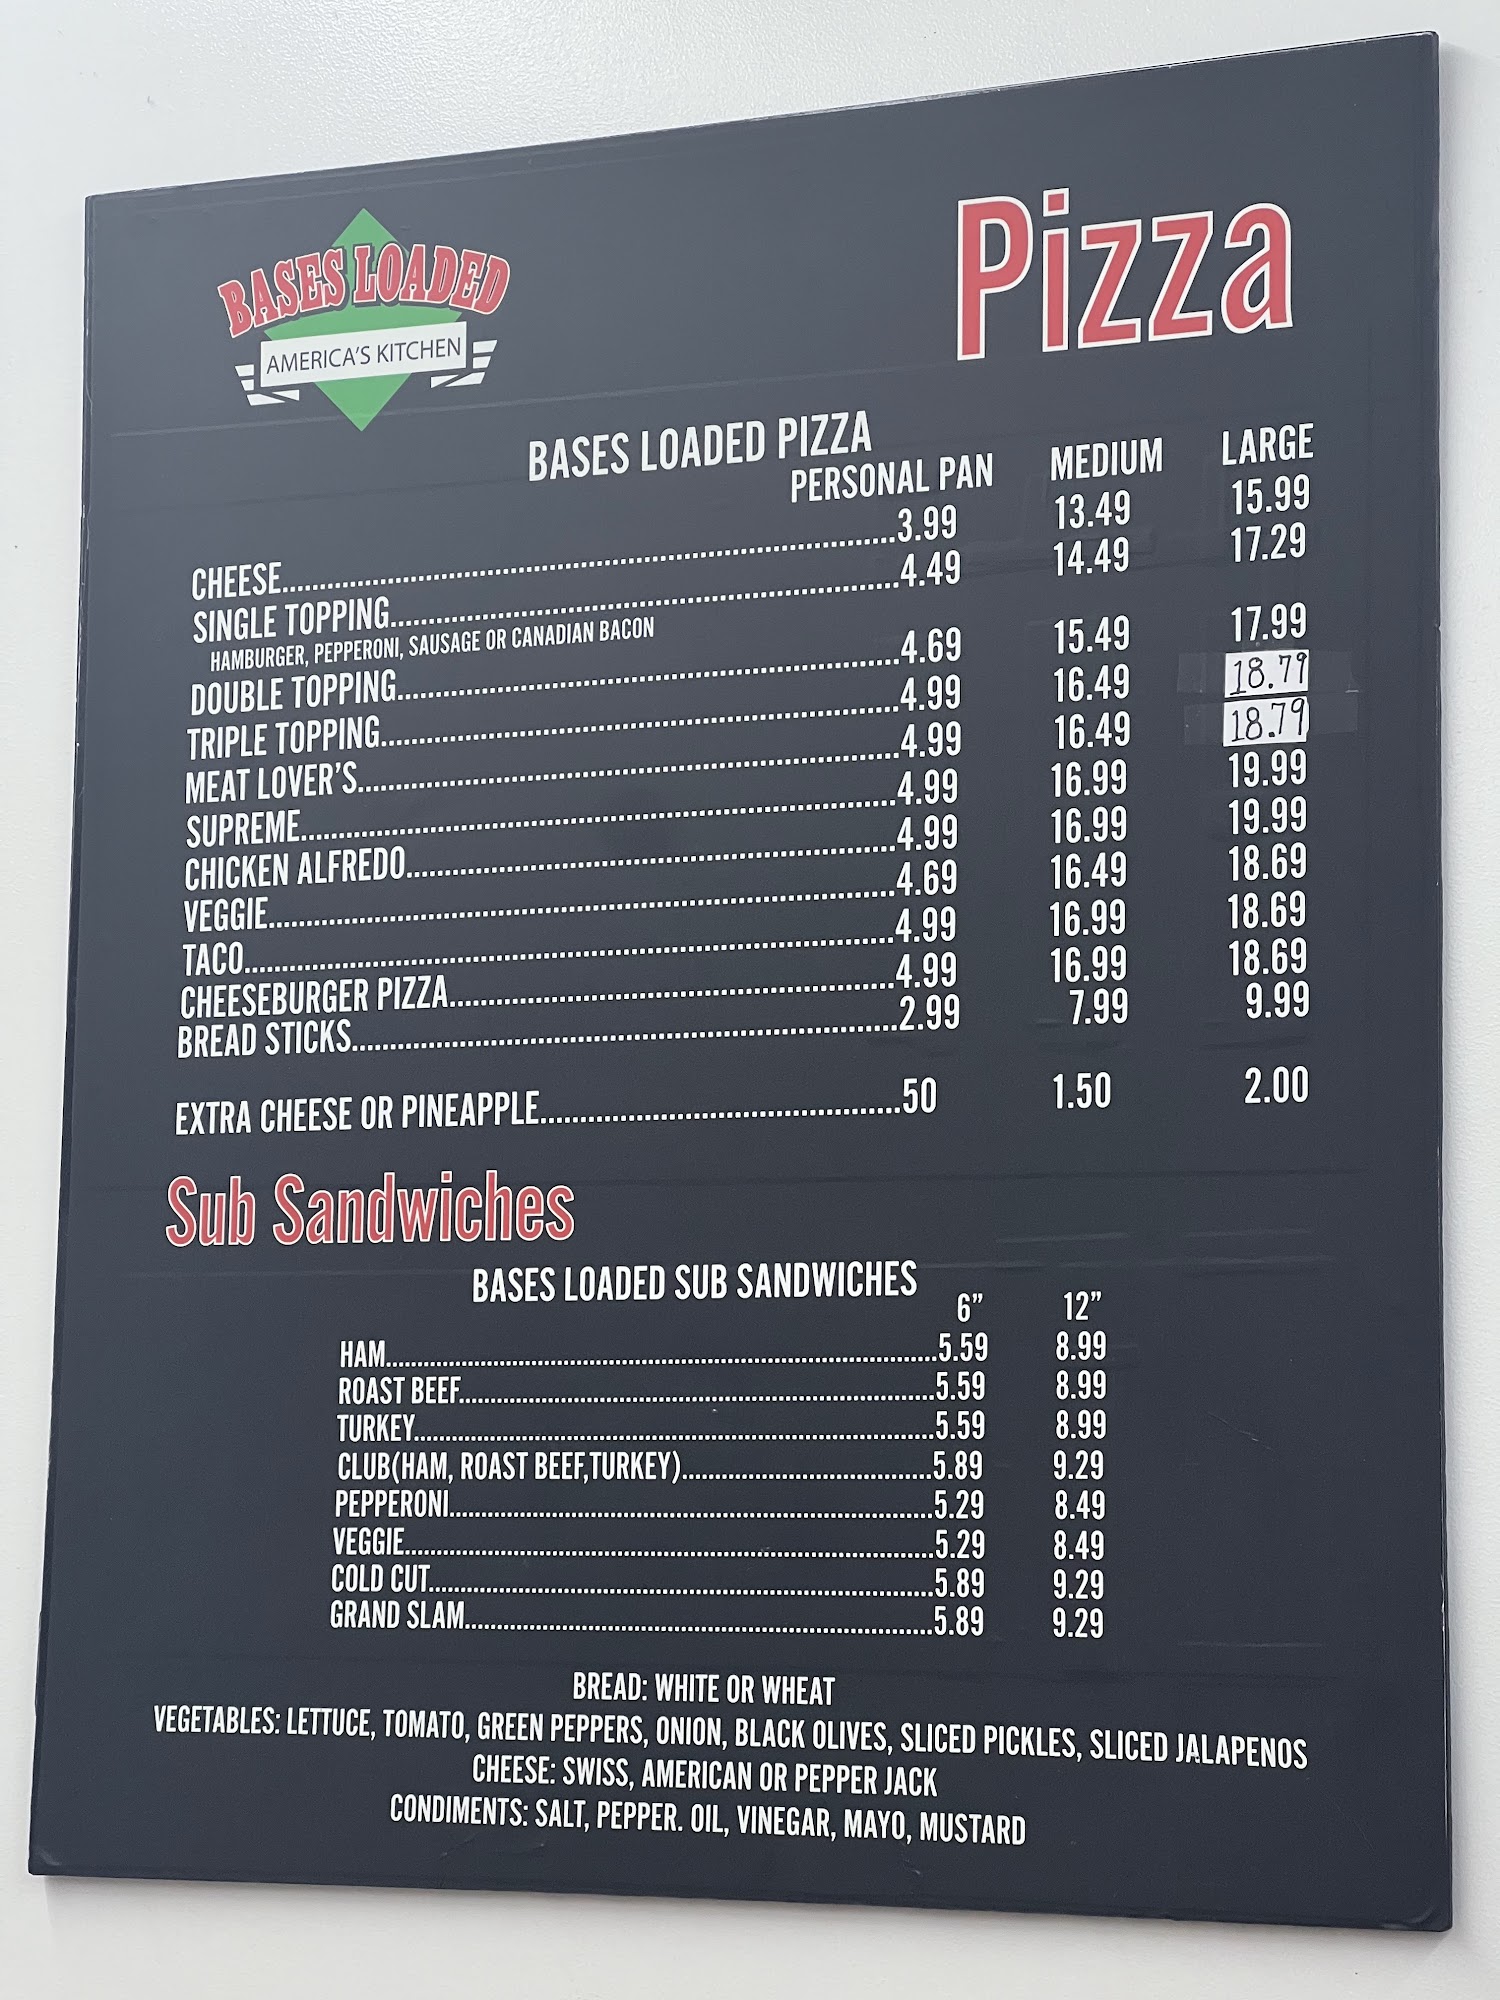 BASES LOADED
AMERICA'S KITCHEN
Pizza
BASES LOADED PIZZA
PERSONAL PAN MEDIUM LARGE
CHEESE..........3.99 13.49 15.99
SINGLE TOPPING..........4.49 14.49 17.29
HAMBURGER, PEPPERONI, SAUSAGE OR CANADIAN BACON
DOUBLE TOPPING..........4.69 15.49 17.99
TRIPLE TOPPING..........4.99 16.49 18.79
MEAT LOVER'S..........4.99 16.49 18.79
SUPREME..........4.99 16.99 19.99
CHICKEN ALFREDO..........4.99 16.99 19.99
VEGGIE..........4.69 16.49 18.69
TACO..........4.99 16.99 18.69
CHEESEBURGER PIZZA..........4.99 16.99 18.69
BREAD STICKS..........2.99 7.99 9.99
EXTRA CHEESE OR PINEAPPLE..........50 1.50 2.00
Sub Sandwiches
BASES LOADED SUB SANDWICHES
6" 12"
HAM..........5.59 8.99
ROAST BEEF..........5.59 8.99
TURKEY..........5.59 8.99
CLUB(HAM, ROAST BEEF,TURKEY)..........5.89 9.29
PEPPERONI..........5.29 8.49
VEGGIE..........5.29 8.49
COLD CUT..........5.89 9.29
GRAND SLAM..........5.89 9.29
BREAD: WHITE OR WHEAT
VEGETABLES: LETTUCE, TOMATO, GREEN PEPPERS, ONION, BLACK OLIVES, SLICED PICKLES, SLICED JALAPENOS
CHEESE: SWISS, AMERICAN OR PEPPER JACK
CONDIMENTS: SALT, PEPPER. OIL, VINEGAR, MAYO, MUSTARD